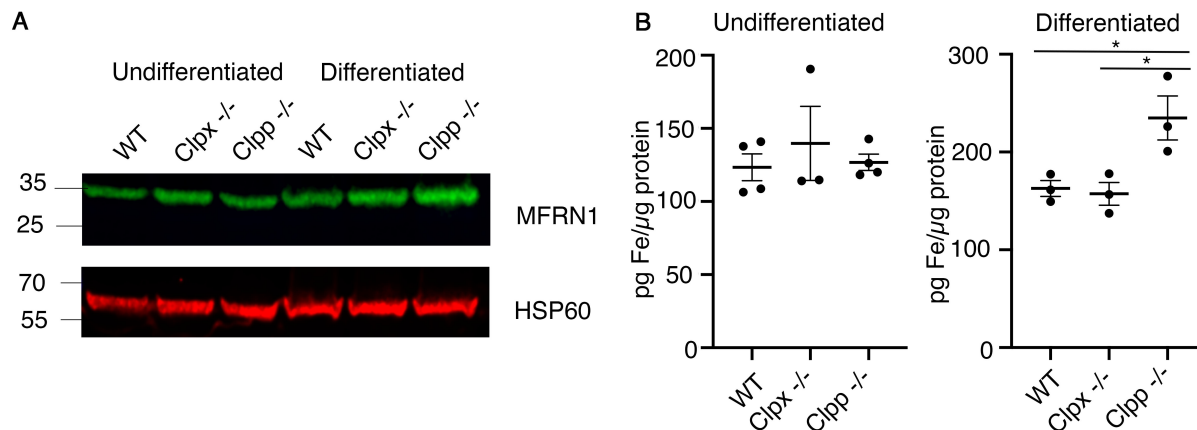 A
Undifferentiated Differentiated
WT Clpx -/- Clpp -/- WT Clpx -/- Clpp -/-
35
25
MFRN1
70
55
HSP60
B
Undifferentiated
pg Fe/µg protein
200
150
100
50
0
WT Clpx -/- Clpp -/-
Differentiated
* 
*
pg Fe/µg protein
300
200
100
0
WT Clpx -/- Clpp -/-